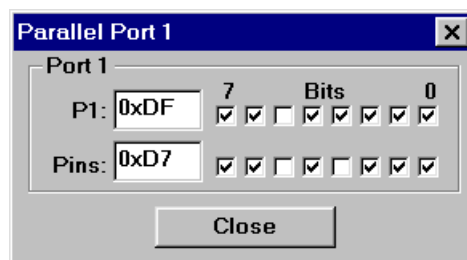 Parallel Port 1
Port 1
7 Bits 0
P1: 0xDF
Pins: 0xD7
Close